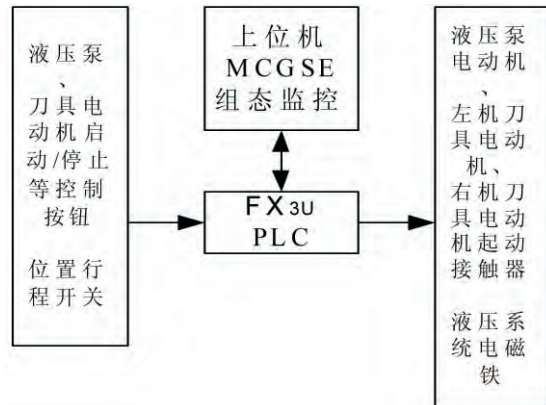 液压泵
、
刀具电
动机启
动/停止
等控制
按钮
位置行
程开关
上位机
MCGSE
组态监控
FX3U
PLC
液压泵
电动机
、
左机刀
具电动
机、
右机刀
具电动
机起动
接触器
液压系
统电磁
铁